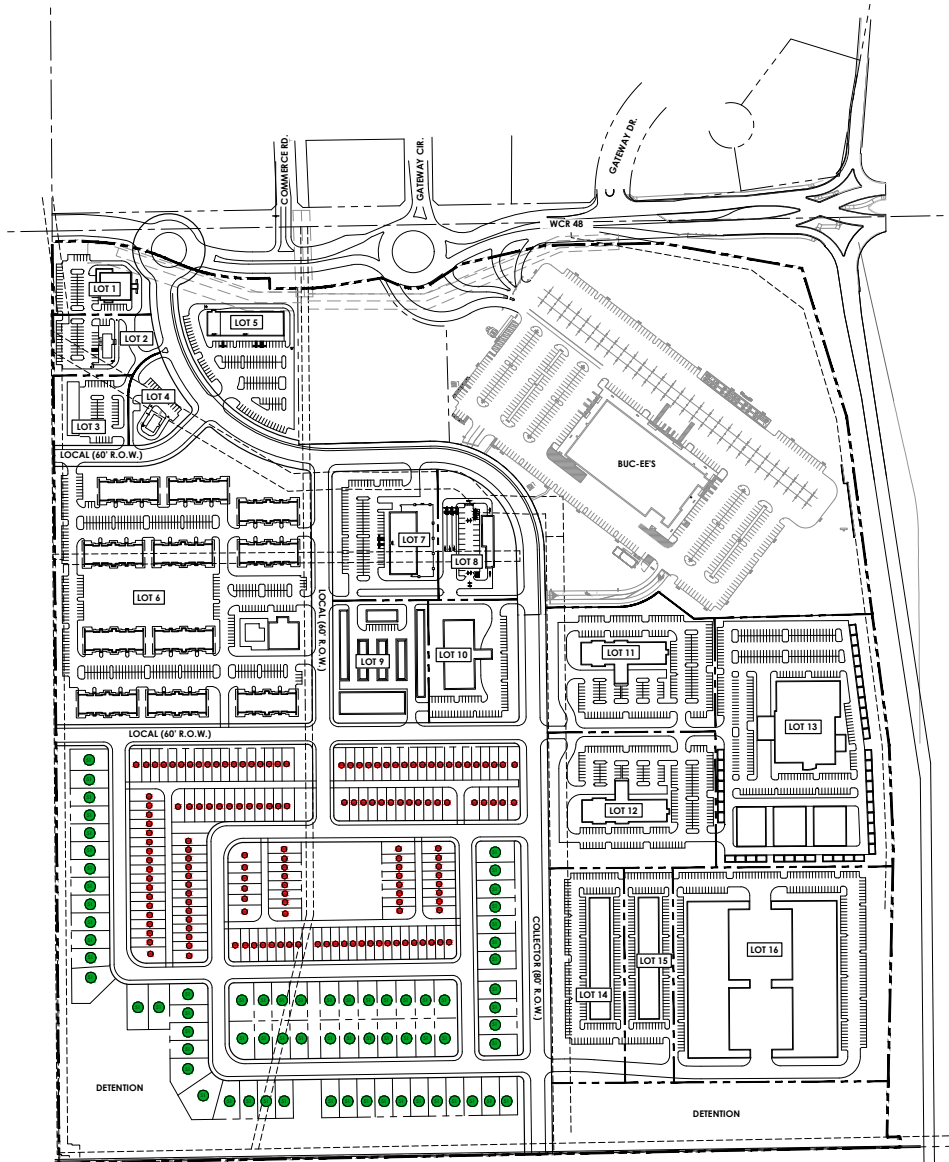 COMMERCE RD.
GATEWAY CIR.
GATEWAY DR.
WCR 48
LOT 1
LOT 2
LOT 5
LOT 4
LOT 3
LOCAL (60' R.O.W.)
BUC-EE'S
LOT 7
LOT 8
LOT 6
LOCAL (60' R.O.W.)
LOT 9
LOT 10
LOT 11
LOT 13
LOCAL (60' R.O.W.)
LOT 12
COLLECTOR (80' R.O.W.)
LOT 16
LOT 15
LOT 14
DETENTION
DETENTION